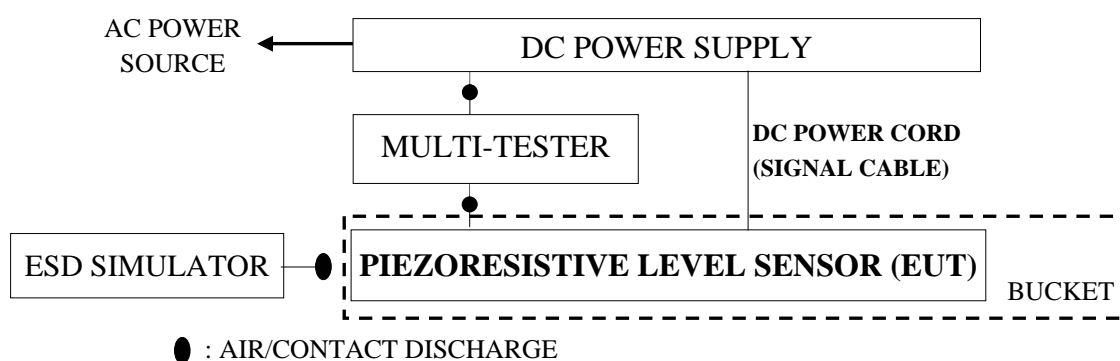 AC POWER
SOURCE
DC POWER SUPPLY
MULTI-TESTER
DC POWER CORD
(SIGNAL CABLE)
ESD SIMULATOR
PIEZORESISTIVE LEVEL SENSOR (EUT)
BUCKET
: AIR/CONTACT DISCHARGE